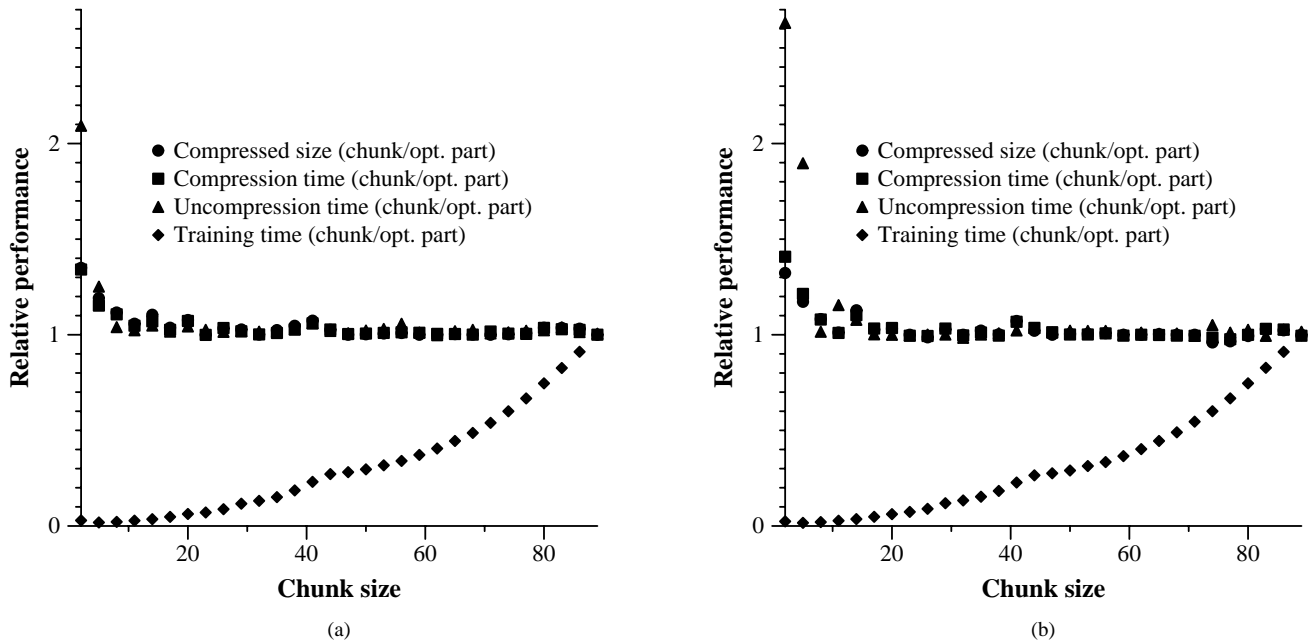 2
1
0
Relative performance
Compressed size (chunk/opt. part)
Compression time (chunk/opt. part)
Uncompression time (chunk/opt. part)
Training time (chunk/opt. part)
20 40 60 80
Chunk size
(a)
2
1
0
Relative performance
Compressed size (chunk/opt. part)
Compression time (chunk/opt. part)
Uncompression time (chunk/opt. part)
Training time (chunk/opt. part)
20 40 60 80
Chunk size
(b)